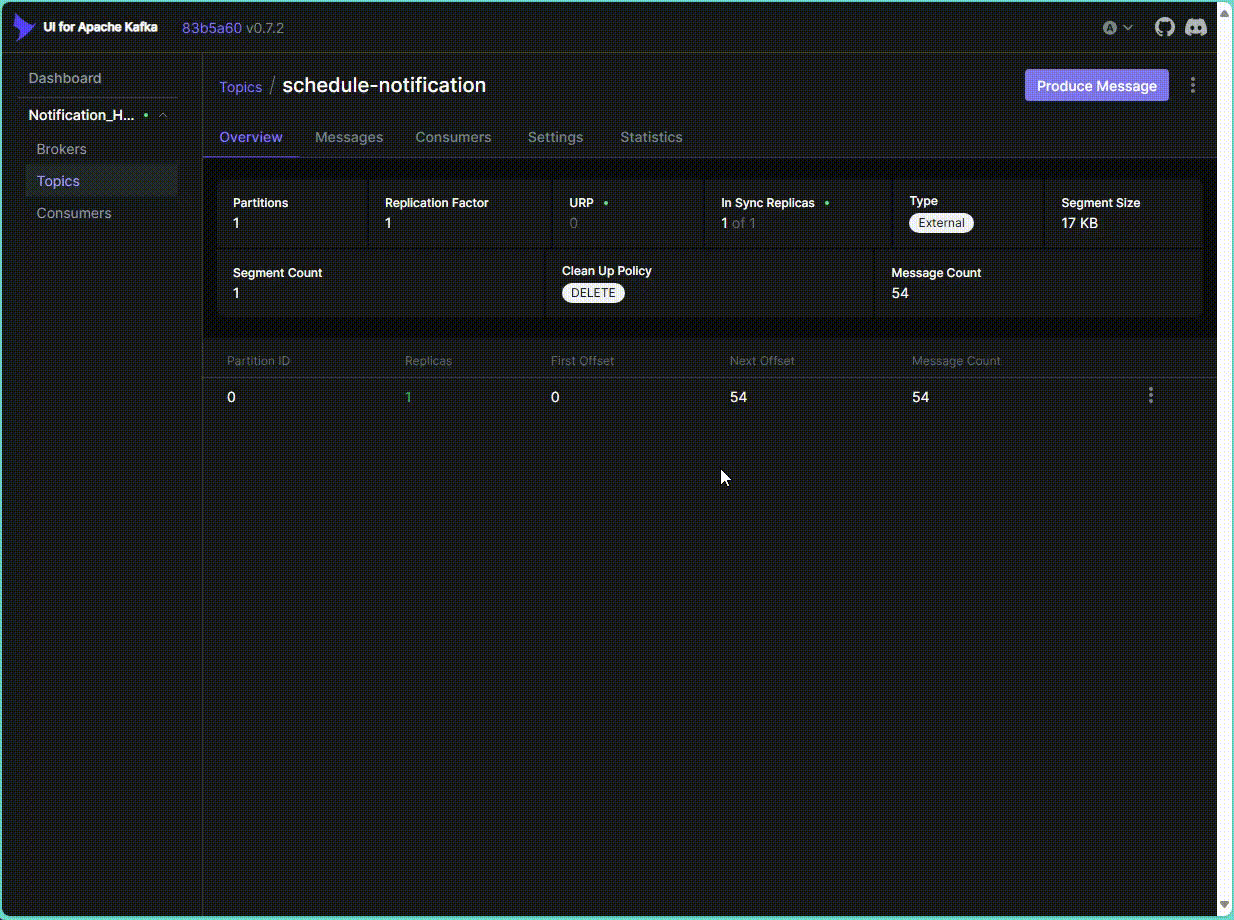 UI for Apache Kafka 83b5a60 v0.7.2 A
Dashboard
Notification_H...
Brokers
Topics
Consumers
Topics / schedule-notification
Produce Message
Overview Messages Consumers Settings Statistics
Partitions Replication Factor URP In Sync Replicas Type Segment Size
1 1 0 1 of 1 External 17 KB
Segment Count Clean Up Policy Message Count
1 DELETE 54
Partition ID Replicas First Offset Next Offset Message Count
0 1 0 54 54